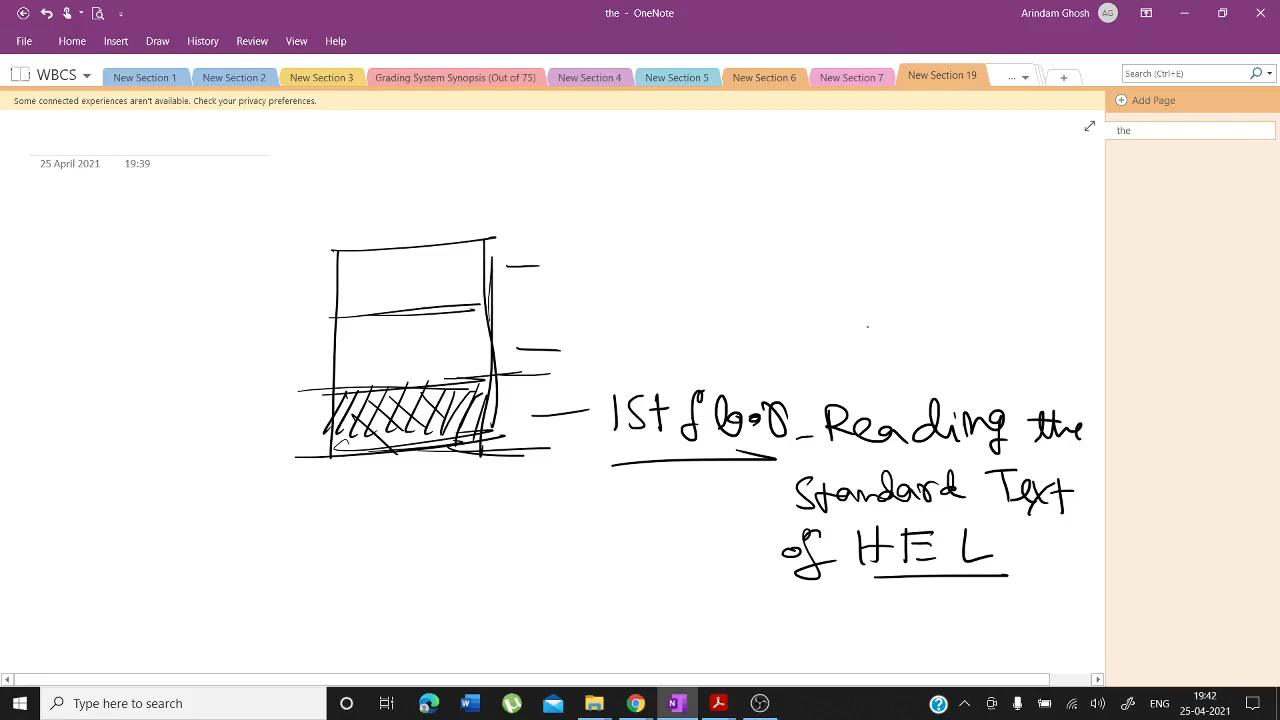 the - OneNote
Arindam Ghosh AG
File Home Insert Draw History Review View Help
WBCS New Section 1 New Section 2 New Section 3 Grading System Synopsis (Out of 75) New Section 4 New Section 5 New Section 6 New Section 7 New Section 19 ... Search (Ctrl+E)
Some connected experiences aren't available. Check your privacy preferences.
Add Page
the
25 April 2021 19:39
1st floor - Reading the
Standard Text
of HEL
Type here to search
ENG
19:42
25-04-2021